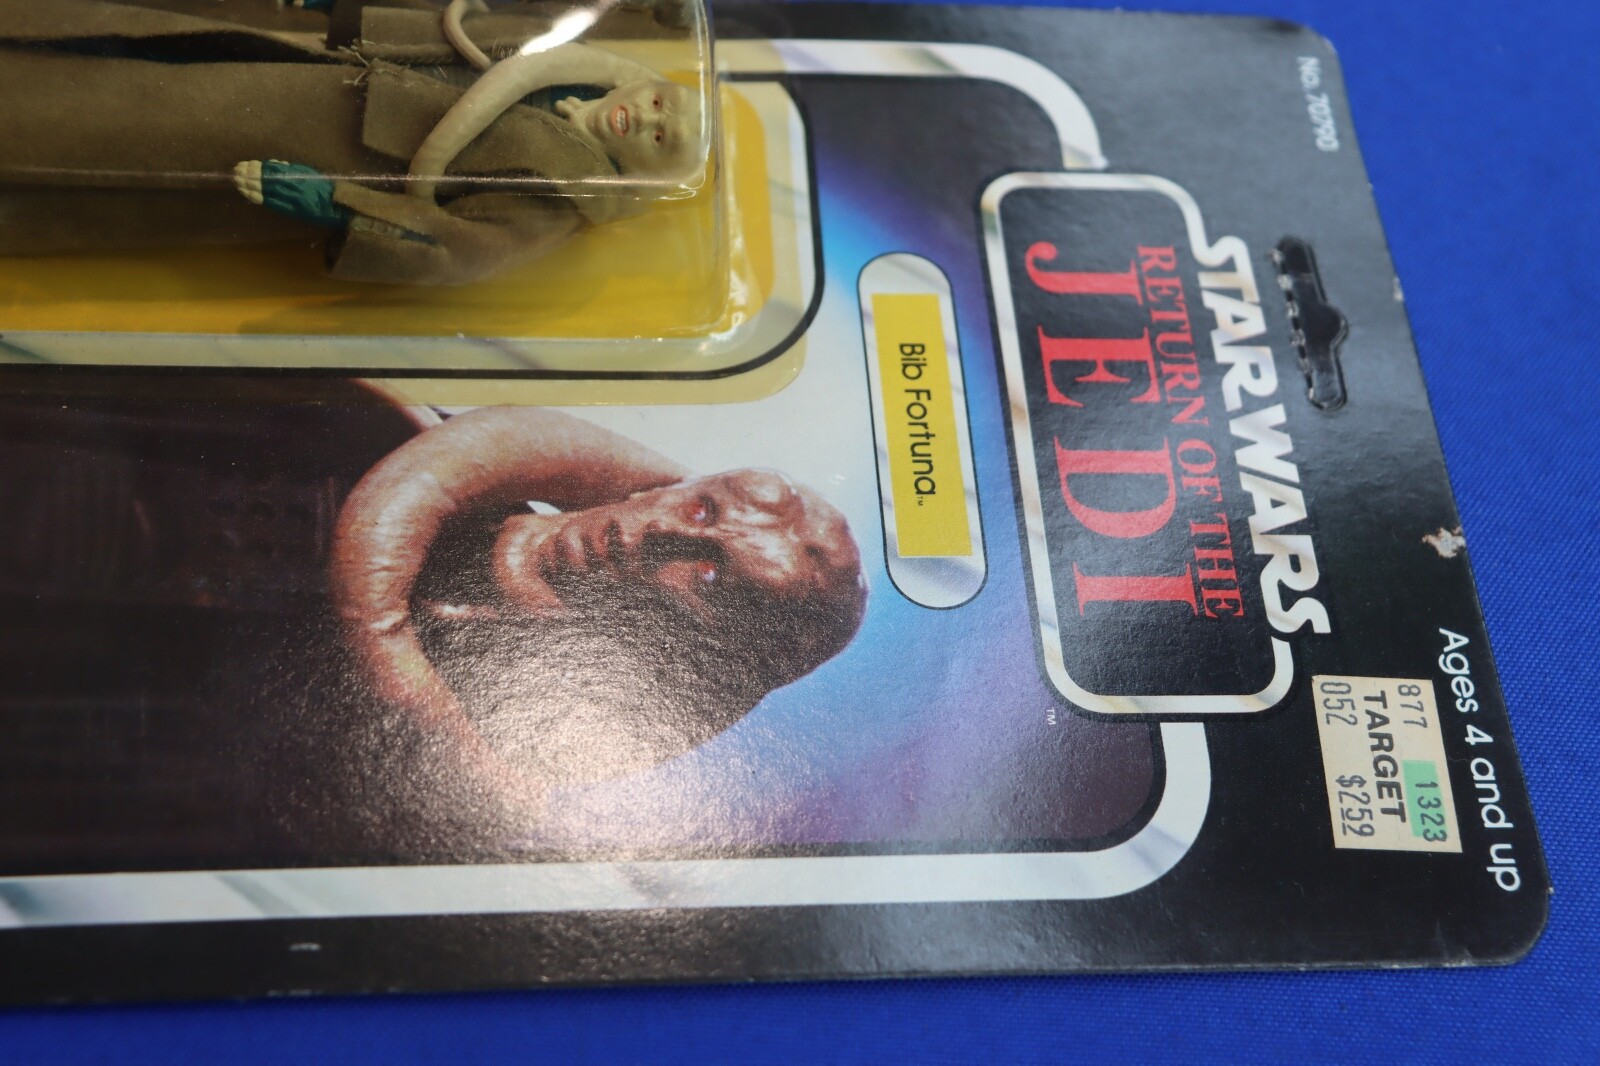 No. 70790
Ages 4 and up
STAR WARS
RETURN OF THE
JEDI
TM
877 1323
TARGET
052 $259
Bib Fortuna™